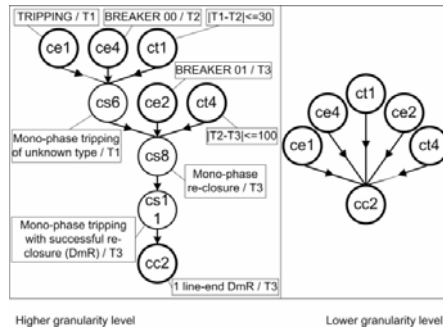 TRIPPING / T1
BREAKER 00 / T2
|T1-T2|<=30
ce1
ce4
ct1
BREAKER 01 / T3
cs6
ce2
ct4
Mono-phase tripping
of unknown type / T1
|T2-T3|<=100
cs8
Mono-phase
re-closure / T3
cs1
1
Mono-phase tripping
with successful re-
closure (DmR) / T3
cc2
1 line-end DmR / T3
ct1
ce4
ce2
ce1
ct4
cc2
Higher granularity level
Lower granularity level